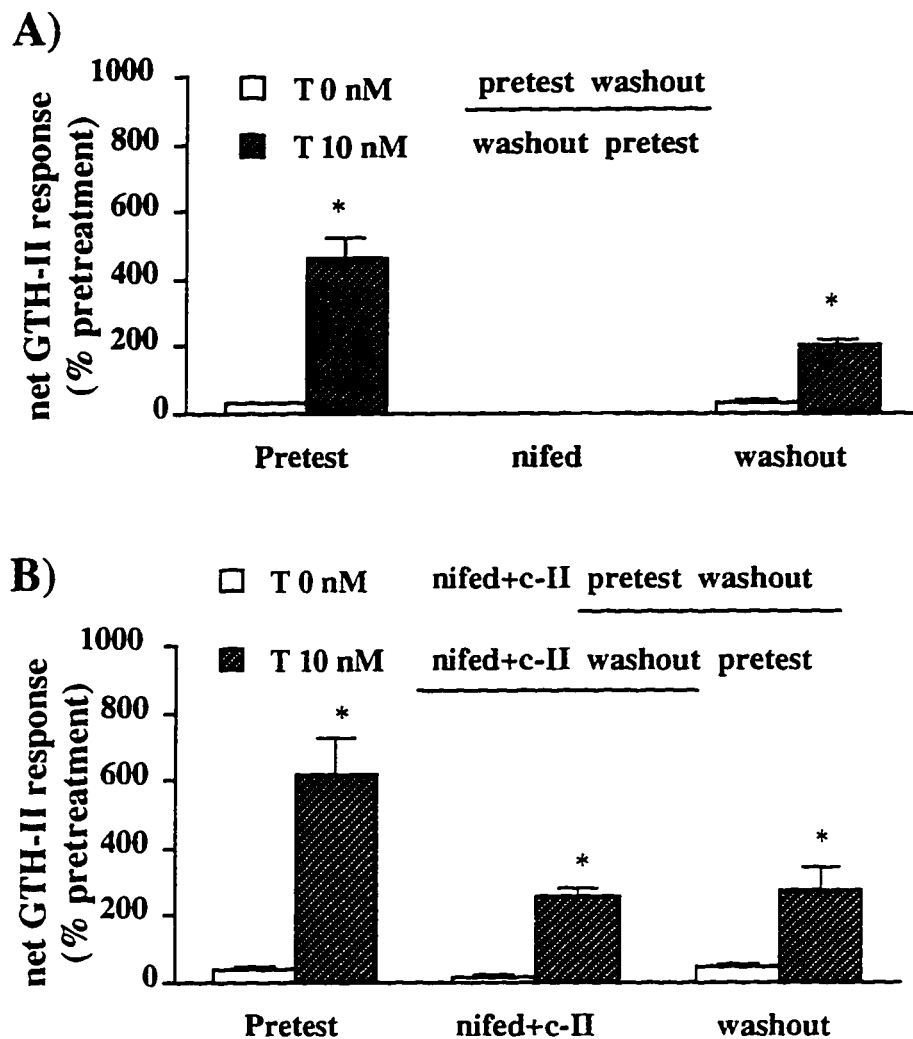 A)
net GTH-II response
(% pretreatment)
1000
800
600
400
200
0
T 0 nM
T 10 nM
pretest washout
washout pretest
*
*
Pretest nifed washout
B)
net GTH-II response
(% pretreatment)
1000
800
600
400
200
0
T 0 nM
T 10 nM
nifed+c-II pretest washout
nifed+c-II washout pretest
*
*
*
Pretest nifed+c-II washout